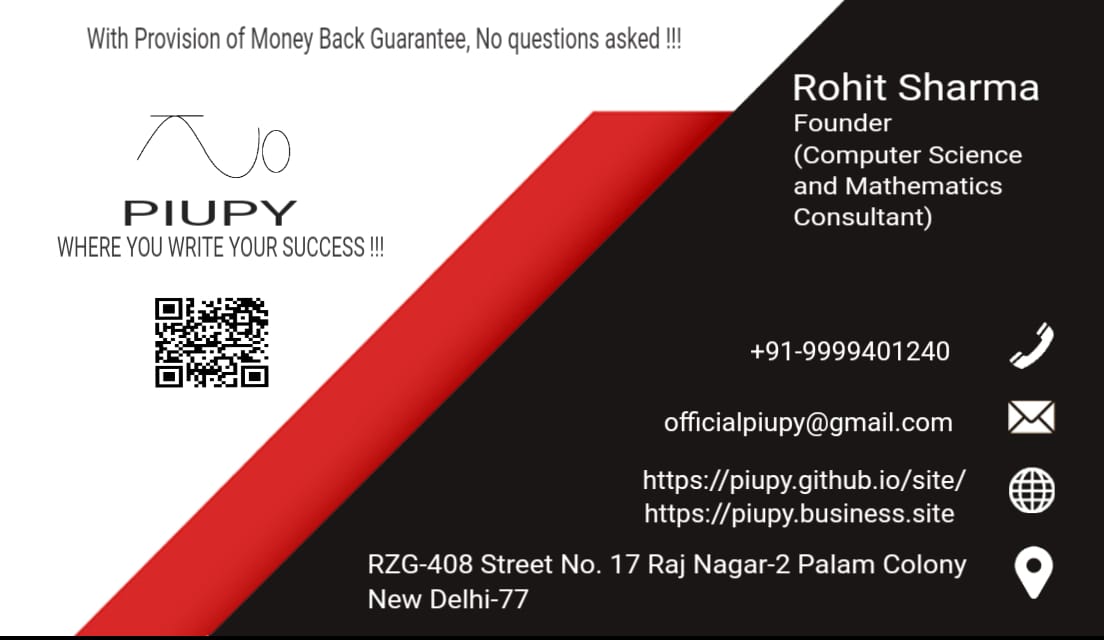 With Provision of Money Back Guarantee, No questions asked !!!
PIUPY
WHERE YOU WRITE YOUR SUCCESS !!!
Rohit Sharma
Founder
(Computer Science
and Mathematics
Consultant)
+91-9999401240
officialpiupy@gmail.com
https://piupy.github.io/site/
https://piupy.business.site
RZG-408 Street No. 17 Raj Nagar-2 Palam Colony
New Delhi-77